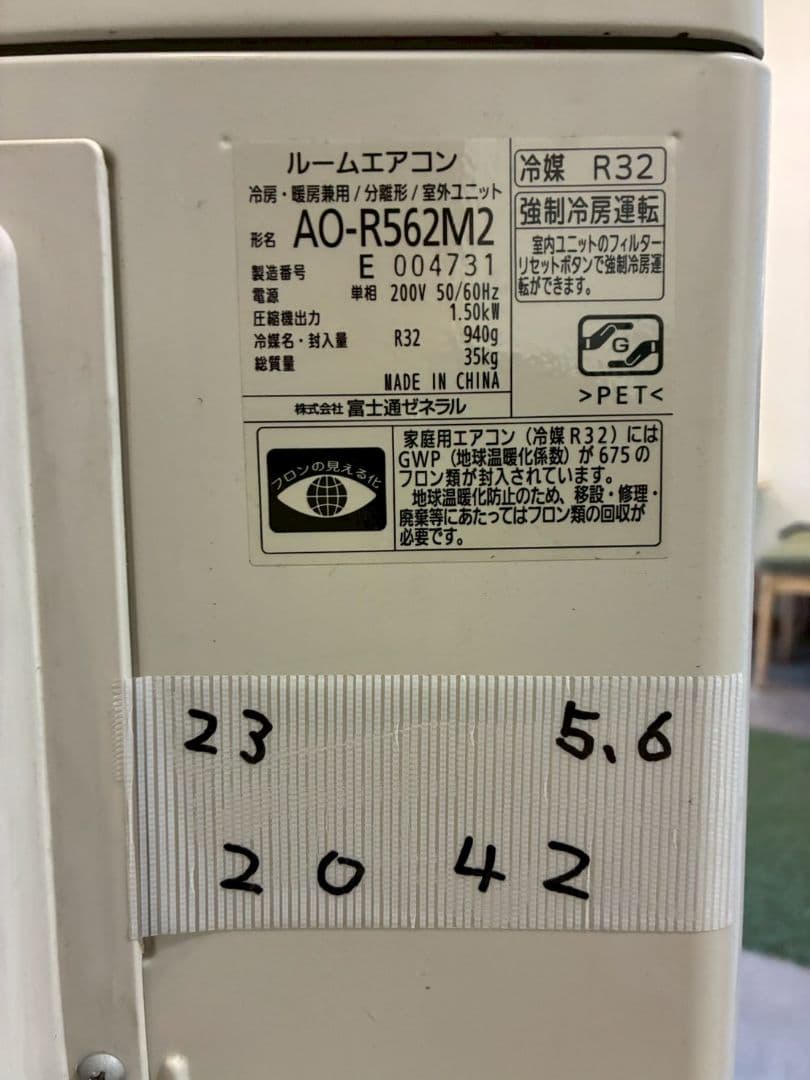 ルームエアコン
冷房・暖房兼用/分離形/室外ユニット
形名 AO-R562M2
製造番号 E 004731
電源 単相 200V 50/60Hz
圧縮機出力 1.50kW
冷媒名・封入量 R32 940g
総質量 35kg
MADE IN CHINA
株式会社 富士通ゼネラル
冷媒 R32
強制冷房運転
室内ユニットのフィルター
リセットボタンで強制冷房運
転ができます。
G
>PET<
フロンの見える化
家庭用エアコン(冷媒R32)には
GWP(地球温暖化係数)が675の
フロン類が封入されています。
地球温暖化防止のため、移設・修理・
廃棄等にあたってはフロン類の回収が
必要です。
23 5.6
2042